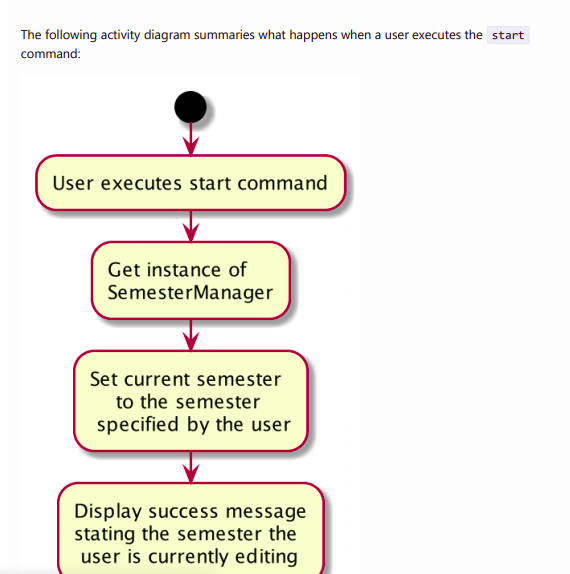 The following activity diagram summaries what happens when a user executes the start
command:
User executes start command
Get instance of
SemesterManager
Set current semester
to the semester
specified by the user
Display success message
stating the semester the
user is currently editing